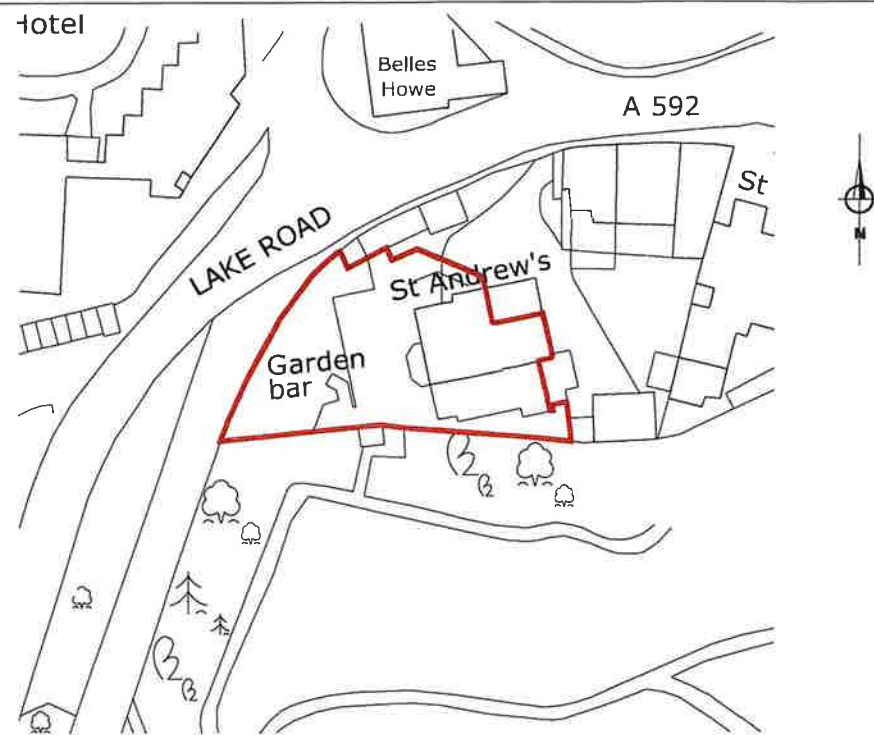 Hotel
Belles
Howe
A 592
St
LAKE ROAD
St Andrew's
Garden
bar
N